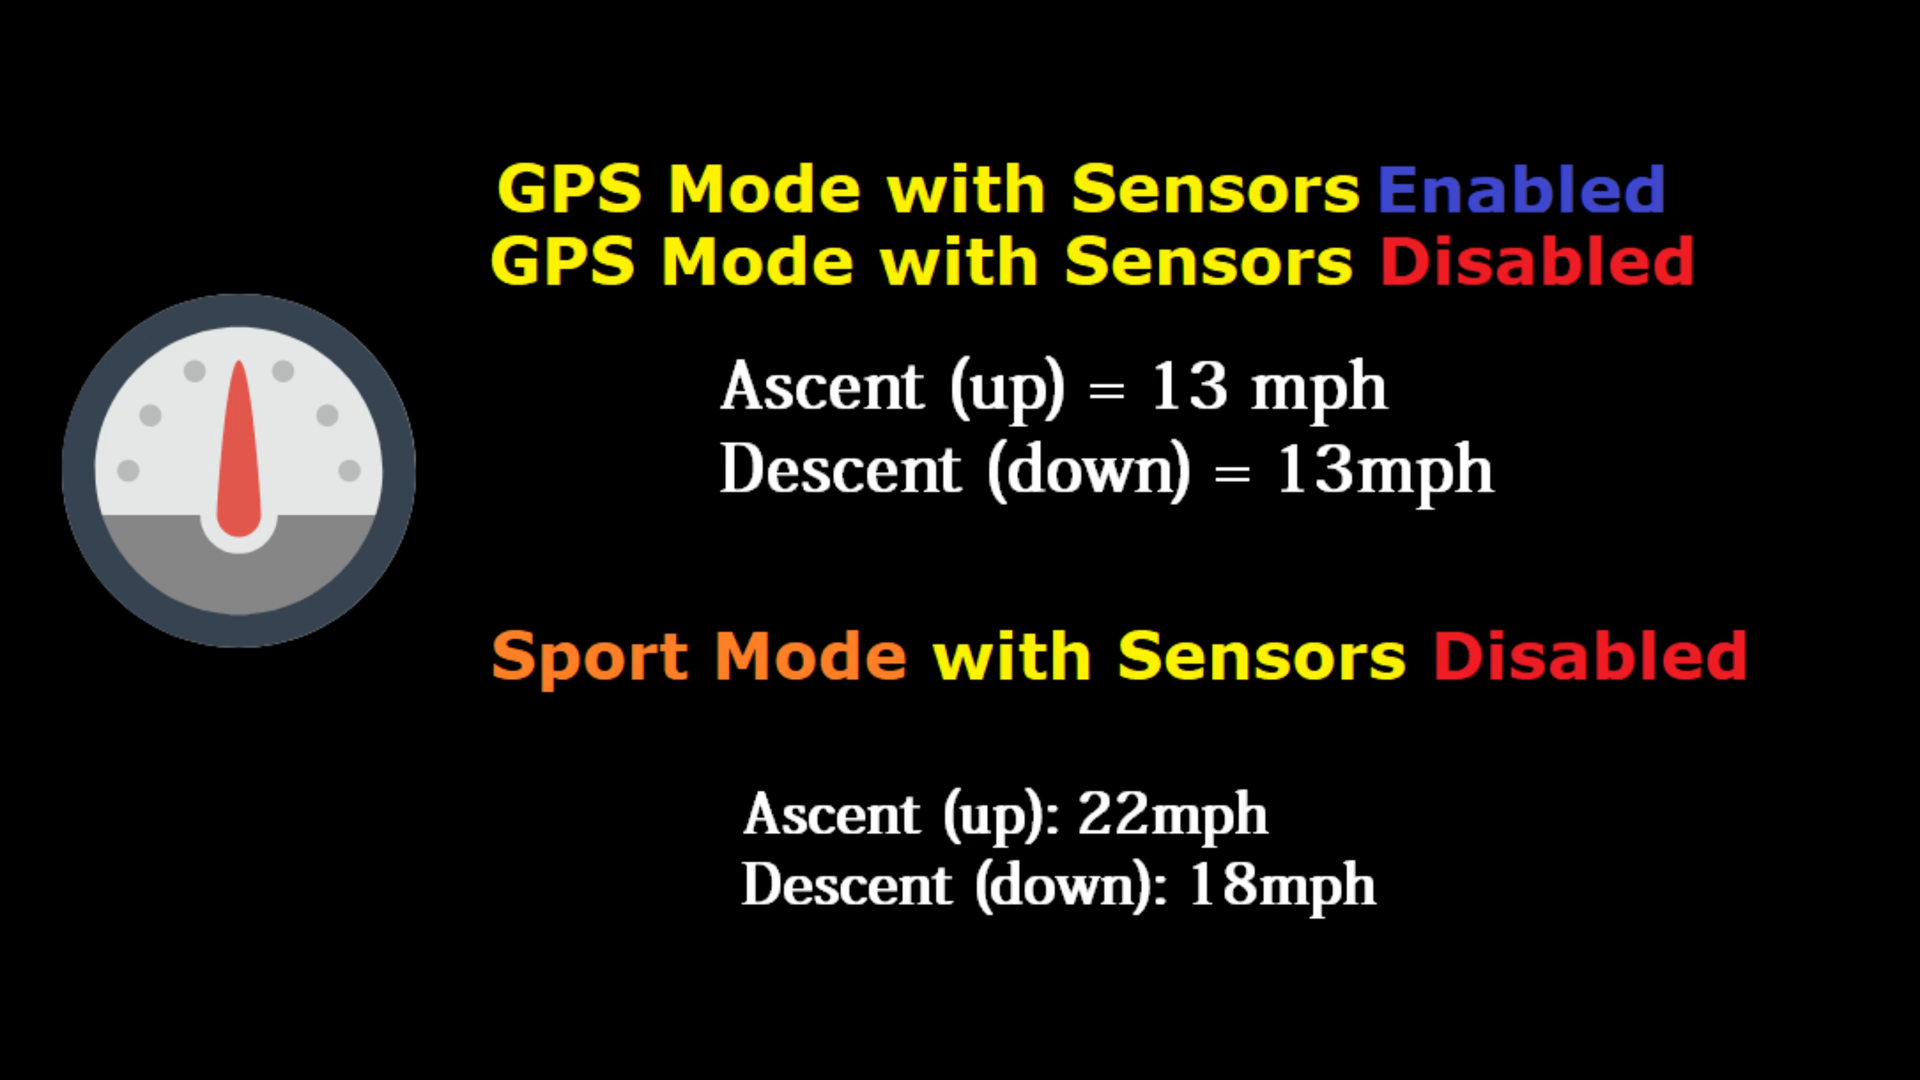 GPS Mode with Sensors Enabled
GPS Mode with Sensors Disabled
Ascent (up) = 13 mph
Descent (down) = 13mph
Sport Mode with Sensors Disabled
Ascent (up): 22mph
Descent (down): 18mph